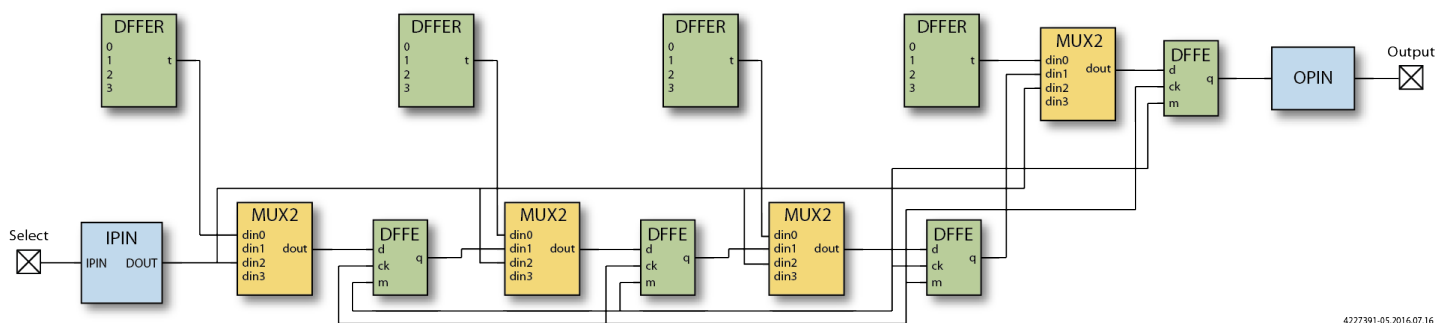 DFFER
0
1 t
2
3
DFFER
0
1 t
2
3
DFFER
0
1 t
2
3
DFFER
0
1 t
2
3
MUX2
din0
din1 dout
din2
din3
DFFE
d q
ck
m
OPIN
Output
Select
IPIN
IPIN DOUT
MUX2
din0
din1 dout
din2
din3
DFFE
d
ck q
m
MUX2
din0
din1 dout
din2
din3
DFFE
d
ck q
m
MUX2
din0
din1 dout
din2
din3
DFFE
d
ck q
m
4227391-05.2016.07.16